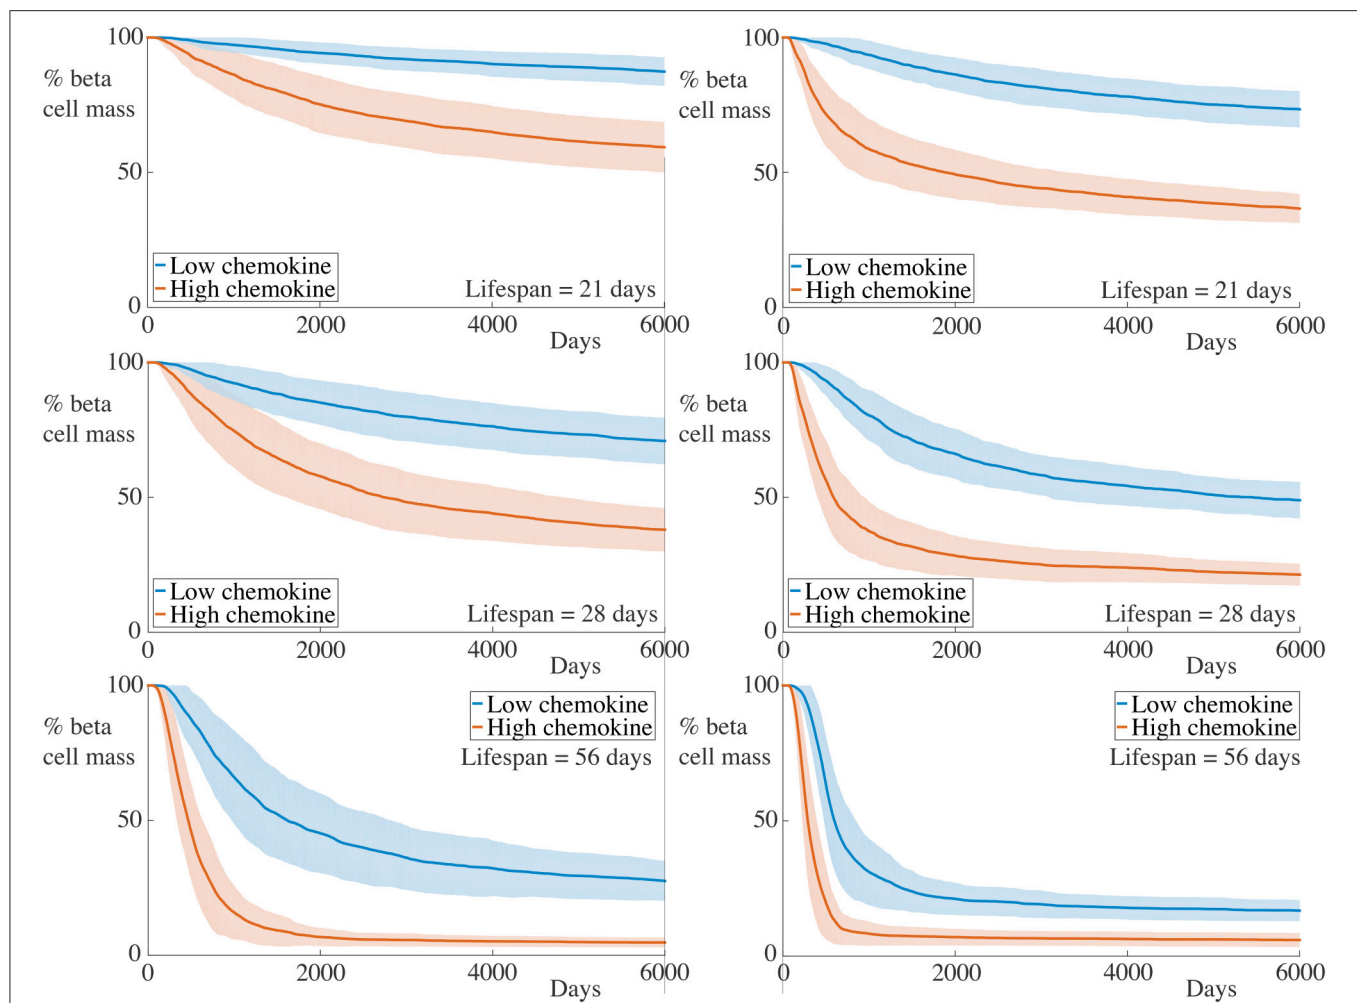 100
% beta
cell mass
50
Low chemokine
High chemokine
Lifespan = 21 days
0
0 2000 4000 6000
Days
100
% beta
cell mass
50
Low chemokine
High chemokine
Lifespan = 21 days
0
0 2000 4000 6000
Days
100
% beta
cell mass
50
Low chemokine
High chemokine
Lifespan = 28 days
0
0 2000 4000 6000
Days
100
% beta
cell mass
50
Low chemokine
High chemokine
Lifespan = 28 days
0
0 2000 4000 6000
Days
100
Low chemokine
High chemokine
% beta
cell mass
Lifespan = 56 days
50
0
0 2000 4000 6000
Days
100
Low chemokine
High chemokine
% beta
cell mass
Lifespan = 56 days
50
0
0 2000 4000 6000
Days